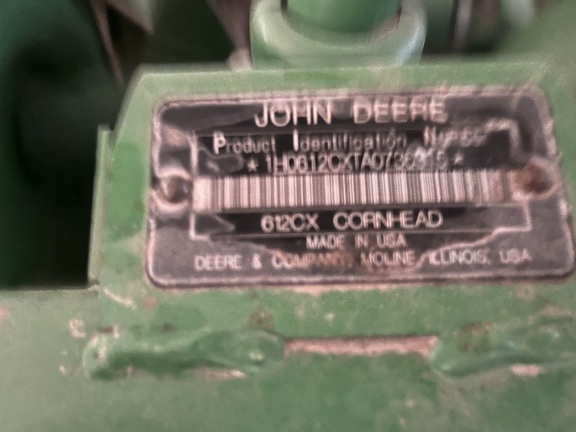 JOHN DEERE
Product Identification Number
612CX CORNHEAD
MADE IN USA
DEERE & COMPANY MOLINE, ILLINOIS, USA